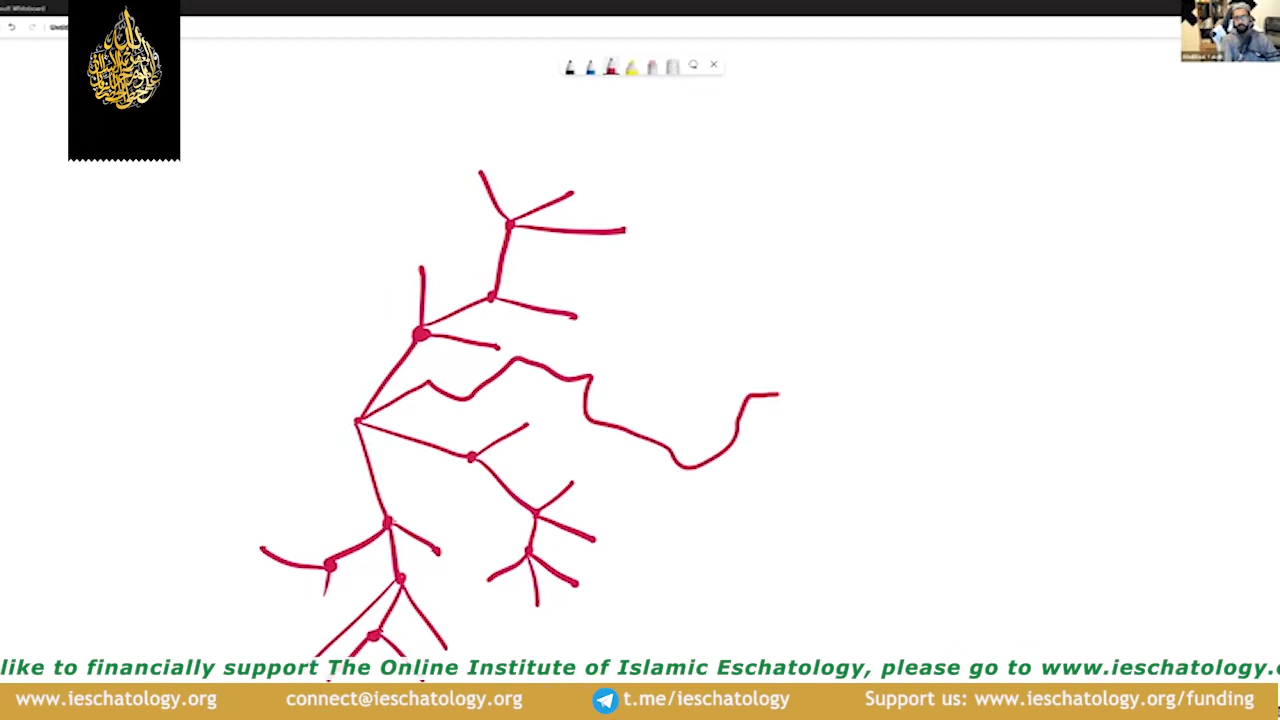 like to financially support The Online Institute of Islamic Eschatology, please go to www.ieschatology.
www.ieschatology.org connect@ieschatology.org t.me/ieschatology Support us: www.ieschatology.org/funding